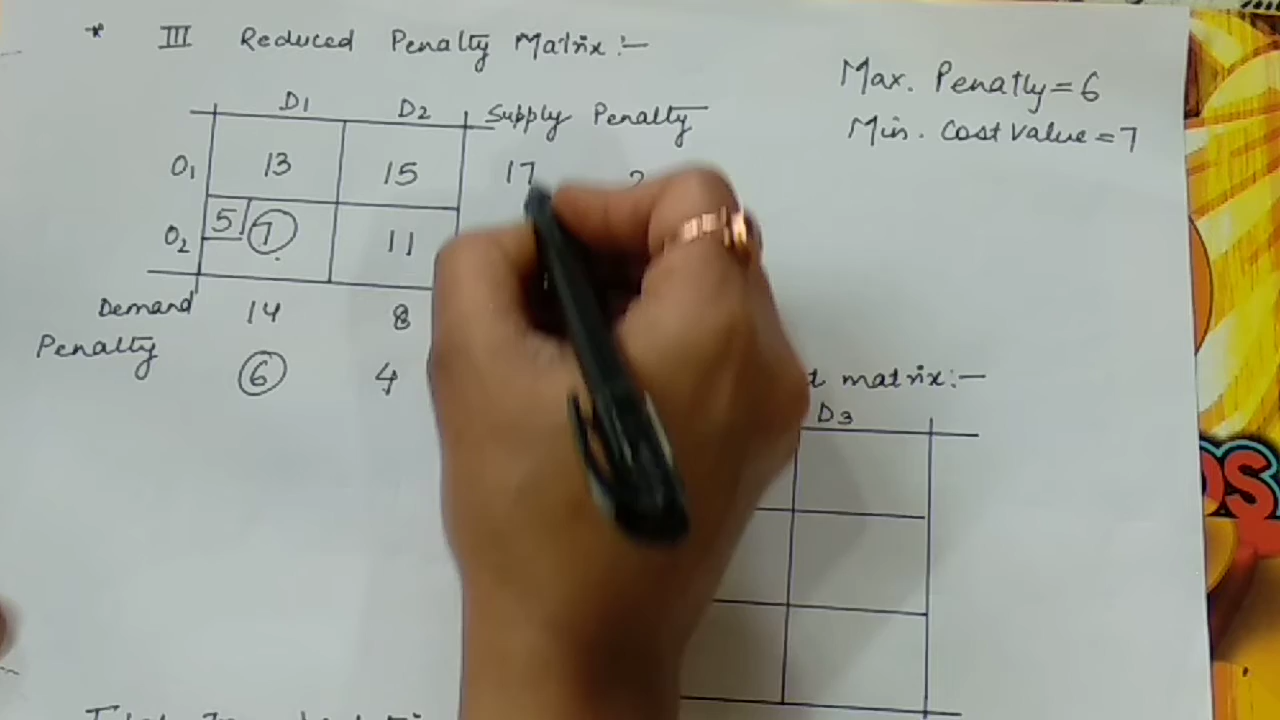 * III Reduced Penalty Matrix :-
Max. Penatly = 6
Min. Cost Value = 7
D1 D2 Supply Penalty
O1 13 15 17
O2 5 7 11
Demand 14 8
Penalty 6 4
matrix :-
D3